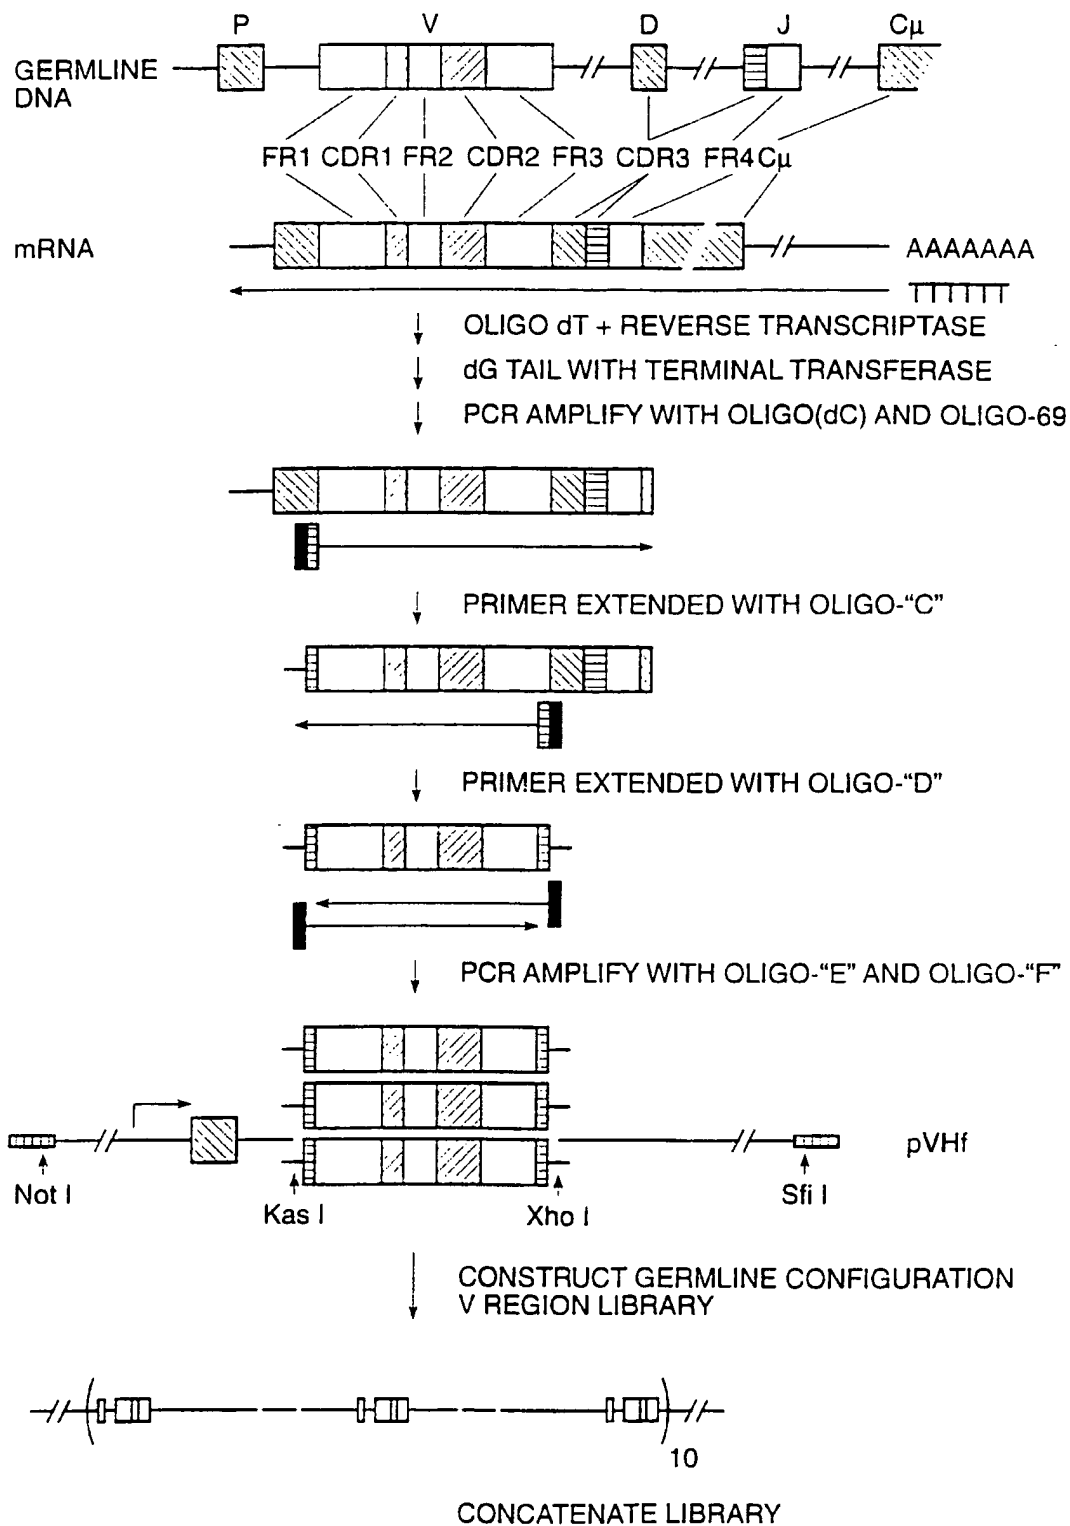 P V D J Cμ
GERMLINE
DNA
FR1 CDR1 FR2 CDR2 FR3 CDR3 FR4 Cμ
mRNA
AAAAAAA
TTTTTT
OLIGO dT + REVERSE TRANSCRIPTASE
dG TAIL WITH TERMINAL TRANSFERASE
PCR AMPLIFY WITH OLIGO(dC) AND OLIGO-69
PRIMER EXTENDED WITH OLIGO-“C”
PRIMER EXTENDED WITH OLIGO-“D”
PCR AMPLIFY WITH OLIGO-“E” AND OLIGO-“F”
pVHf
Not I Kas I Xho I Sfi I
CONSTRUCT GERMLINE CONFIGURATION
V REGION LIBRARY
10
CONCATENATE LIBRARY